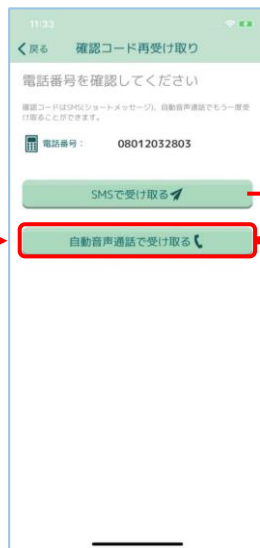 11:33
戻る 確認コード再受け取り
電話番号を確認してください
確認コードはSMS(ショートメッセージ)、自動音声通話でもう一度受
け取ることができます。
電話番号： 08012032803
SMSで受け取る
自動音声通話で受け取る